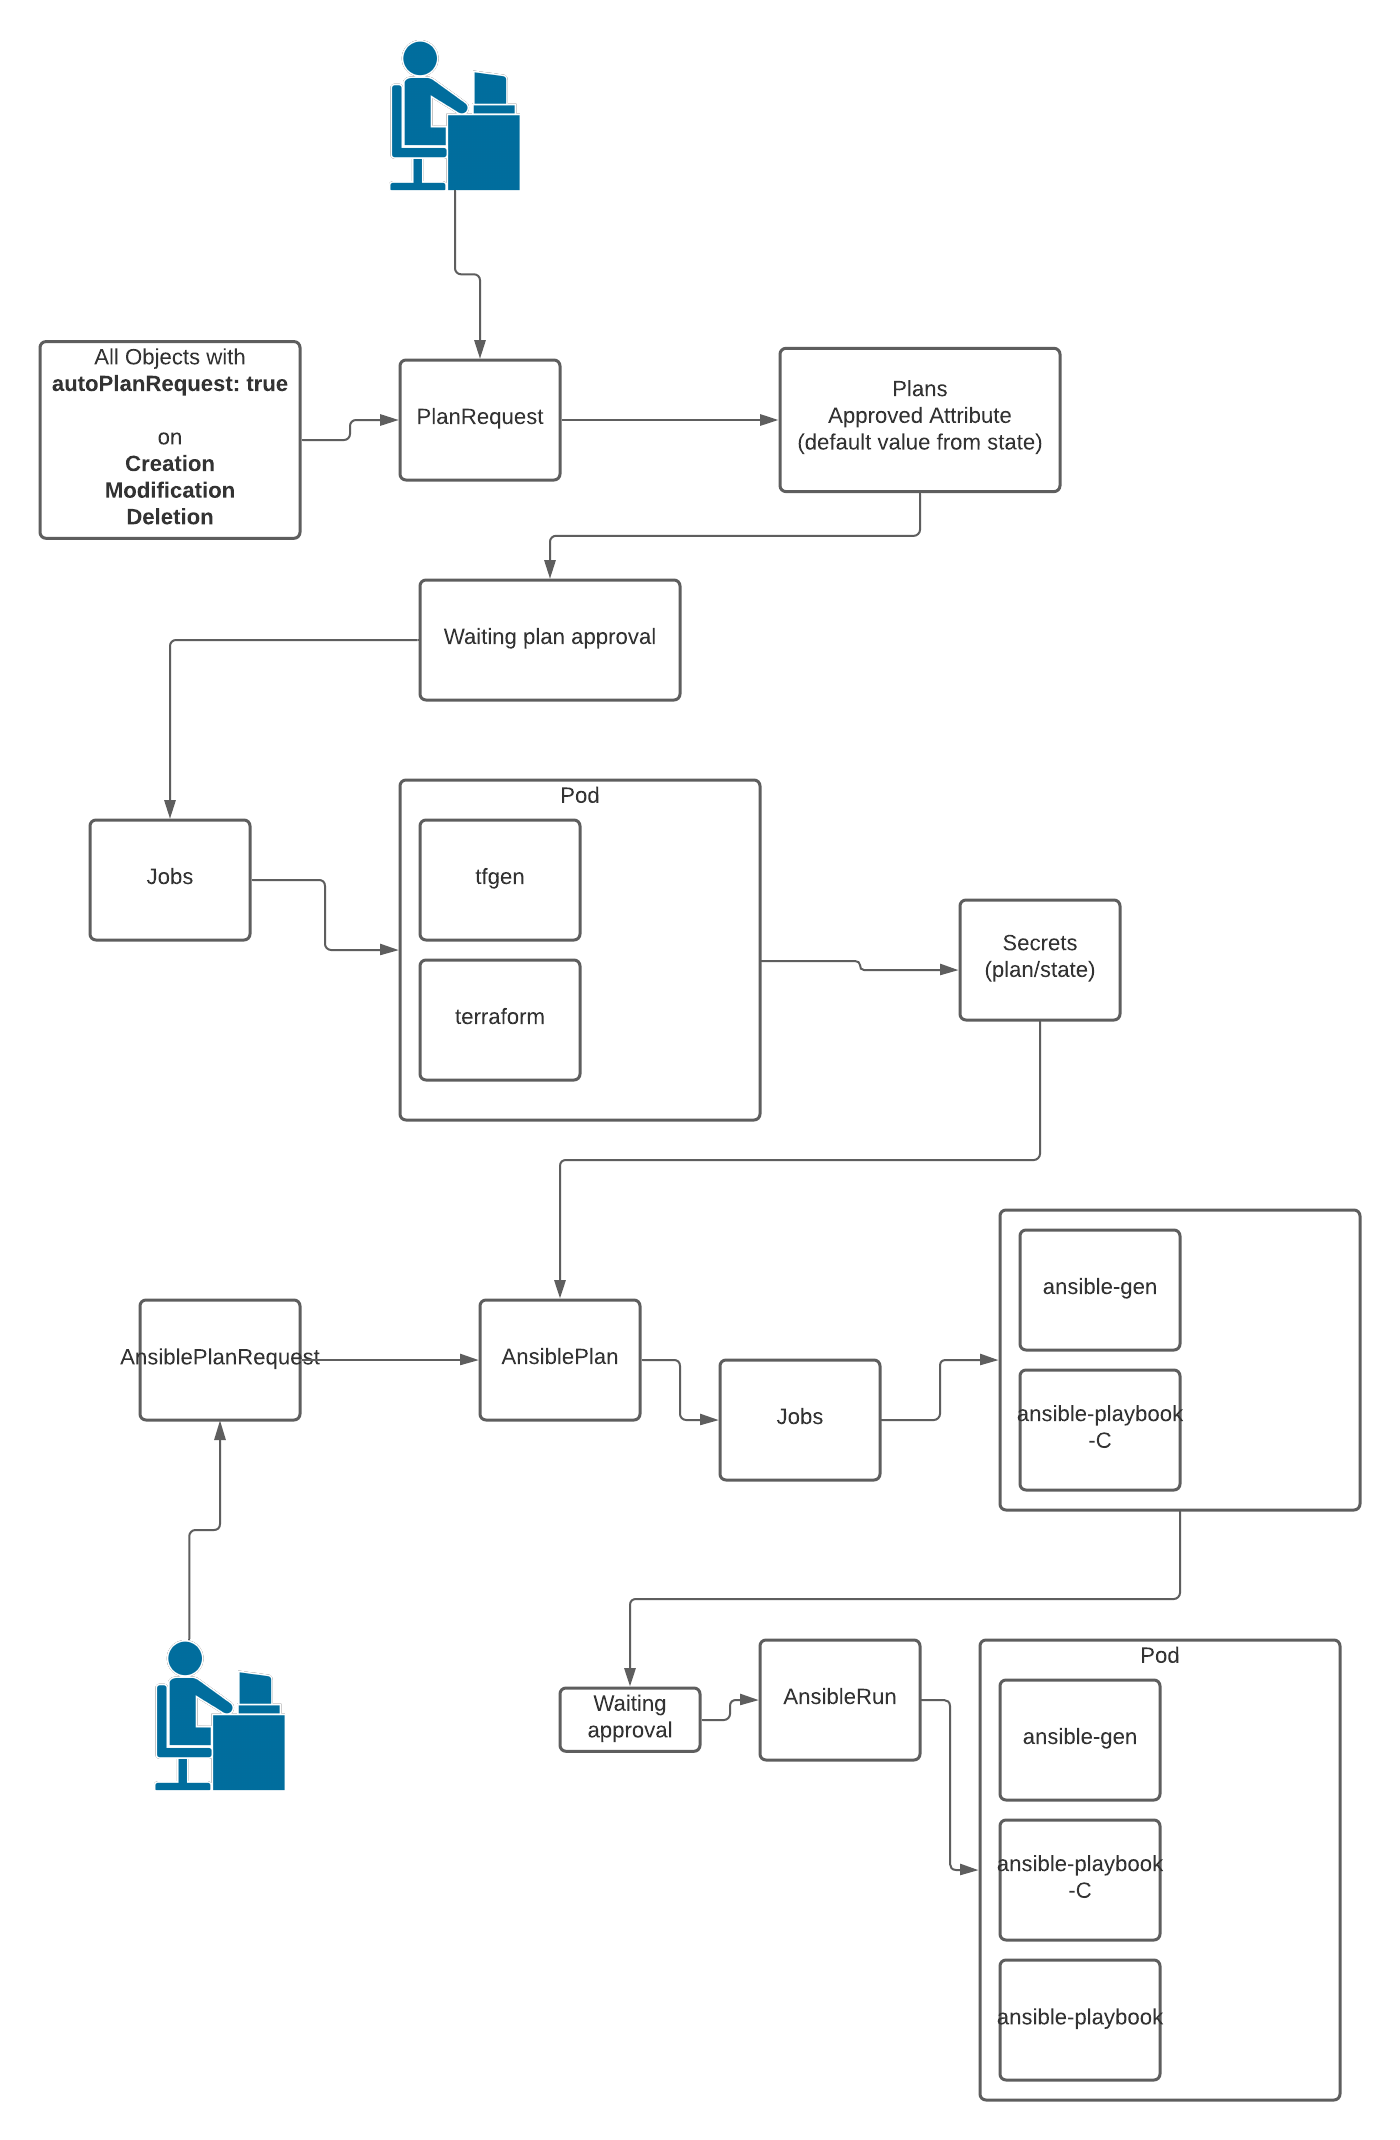 All Objects with
autoPlanRequest: true
on
Creation
Modification
Deletion
PlanRequest
Plans
Approved Attribute
(default value from state)
Waiting plan approval
Jobs
Pod
tfgen
terraform
Secrets
(plan/state)
AnsiblePlanRequest
AnsiblePlan
Jobs
ansible-gen
ansible-playbook
-C
Waiting
approval
AnsibleRun
Pod
ansible-gen
ansible-playbook
-C
ansible-playbook